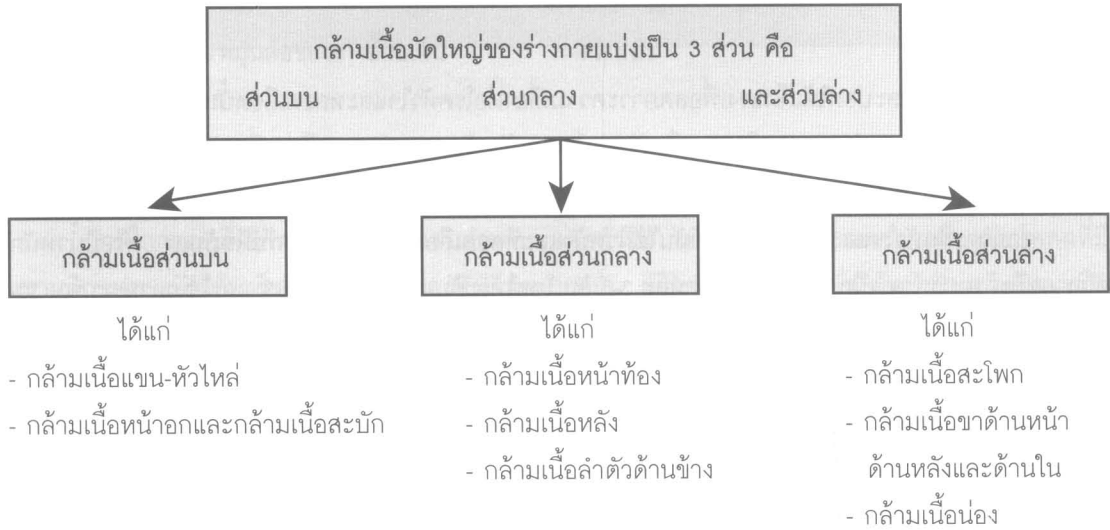 กล้ามเนื้อมัดใหญ่ของร่างกายแบ่งเป็น 3 ส่วน คือ
ส่วนบน ส่วนกลาง และส่วนล่าง
กล้ามเนื้อส่วนบน
ได้แก่
- กล้ามเนื้อแขน-หัวไหล่
- กล้ามเนื้อหน้าอกและกล้ามเนื้อสะบัก
กล้ามเนื้อส่วนกลาง
ได้แก่
- กล้ามเนื้อหน้าท้อง
- กล้ามเนื้อหลัง
- กล้ามเนื้อลำตัวด้านข้าง
กล้ามเนื้อส่วนล่าง
ได้แก่
- กล้ามเนื้อสะโพก
- กล้ามเนื้อขาด้านหน้า
ด้านหลังและด้านใน
- กล้ามเนื้อน่อง